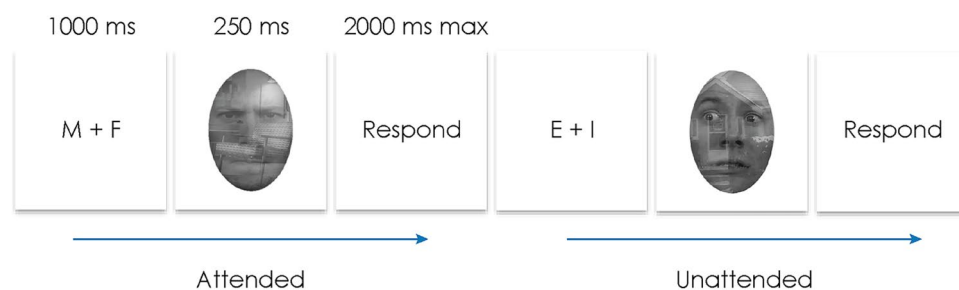 1000 ms 250 ms 2000 ms max
M + F Respond E + I Respond
Attended Unattended